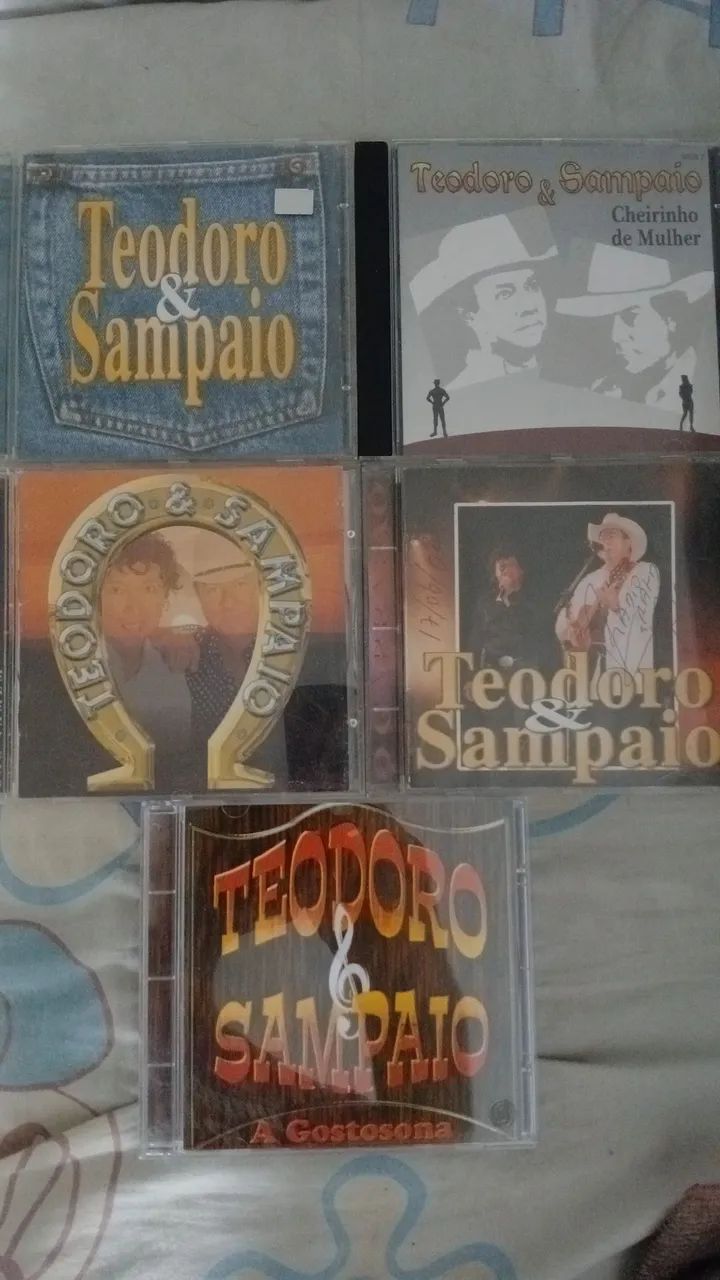 Teodoro
&
Sampaio
Teodoro & Sampaio
Cheirinho
de Mulher
TEODORO & SAMPAIO
Teodoro
&
Sampaio
TEODORO
SAMPAIO
A Gostosona